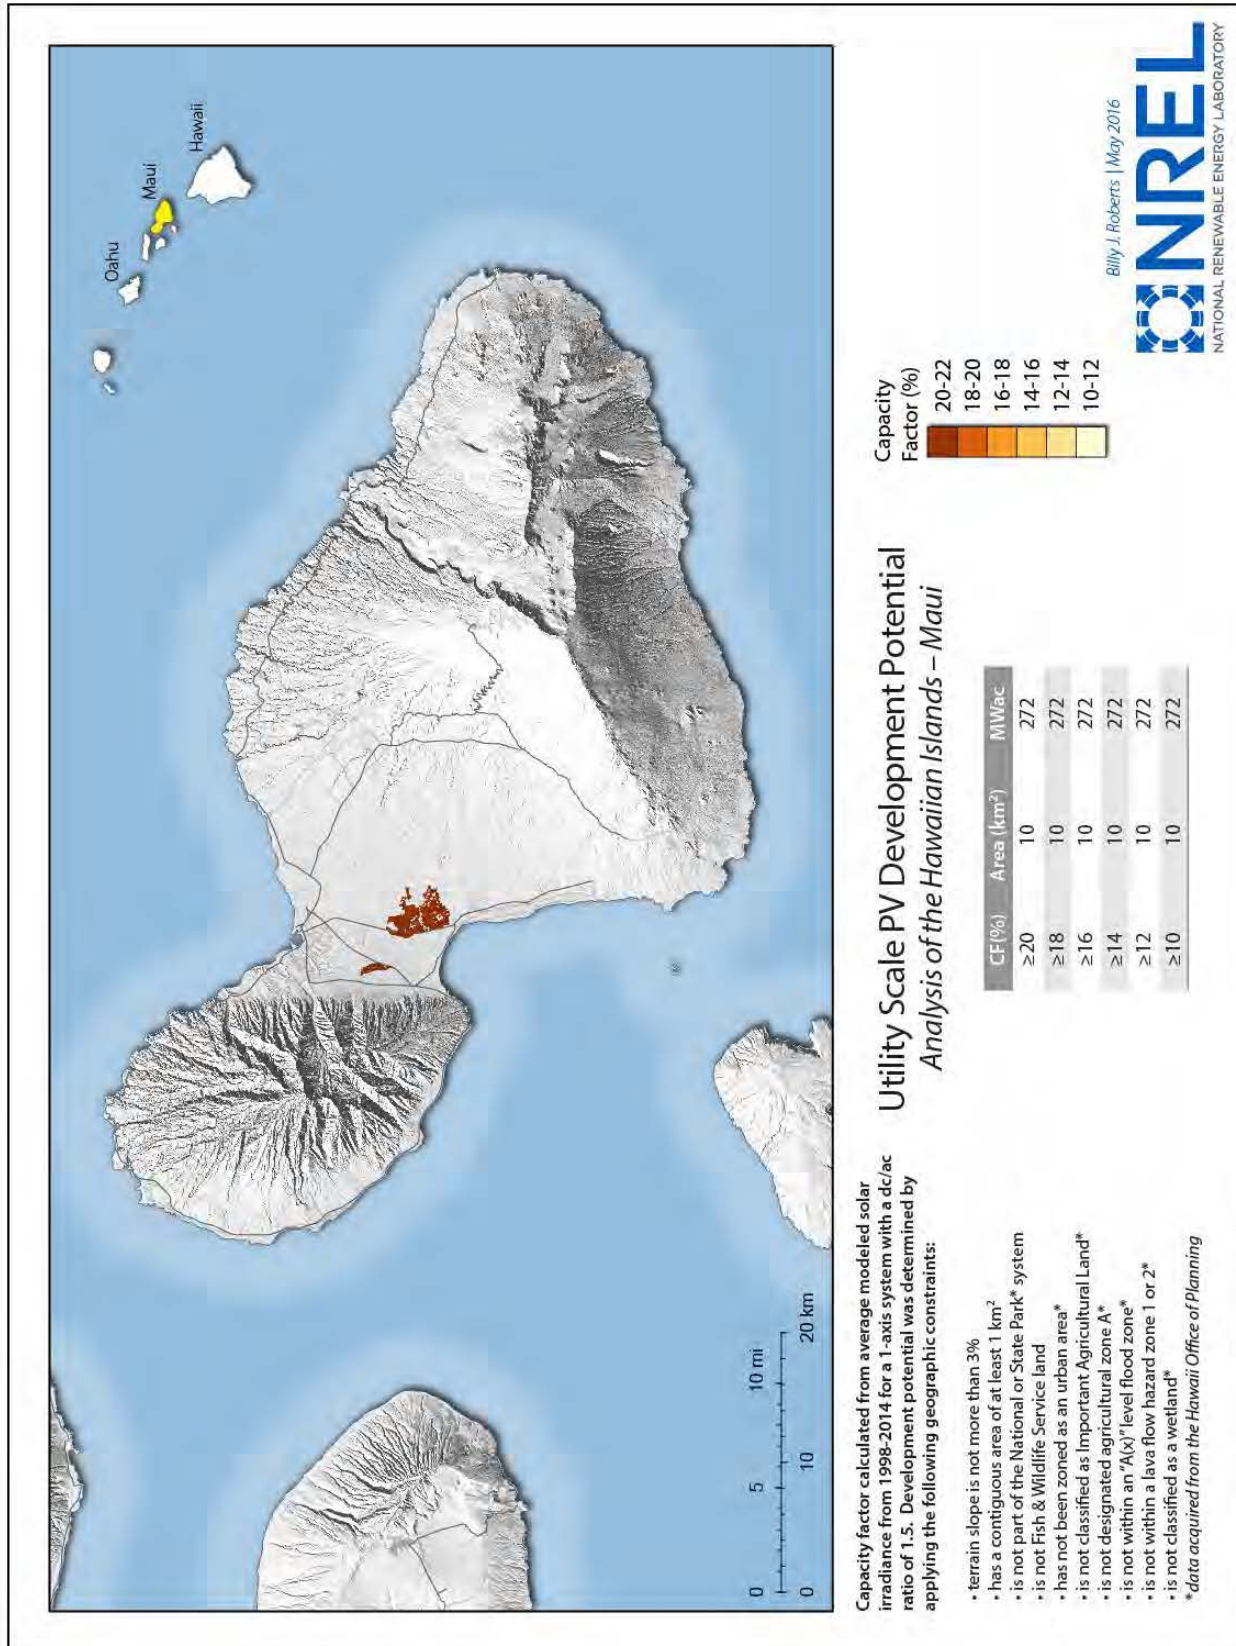 Oahu
Maui
Hawaii
0 5 10 mi
0 10 20 km
Capacity factor calculated from average modeled solar
irradiance from 1998-2014 for a 1-axis system with a dc/ac
ratio of 1.5. Development potential was determined by
applying the following geographic constraints:
• terrain slope is not more than 3%
• has a contiguous area of at least 1 km²
• is not part of the National or State Park* system
• is not Fish & Wildlife Service land
• has not been zoned as an urban area*
• is not classified as Important Agricultural Land*
• is not designated agricultural zone A*
• is not within an "A(x)" level flood zone*
• is not within a lava flow hazard zone 1 or 2*
• is not classified as a wetland*
*data acquired from the Hawaii Office of Planning
Utility Scale PV Development Potential
Analysis of the Hawaiian Islands – Maui
CF(%) Area (km²) MWac
≥20 10 272
≥18 10 272
≥16 10 272
≥14 10 272
≥12 10 272
≥10 10 272
Capacity
Factor (%)
20-22
18-20
16-18
14-16
12-14
10-12
Billy J. Roberts | May 2016
NREL
NATIONAL RENEWABLE ENERGY LABORATORY